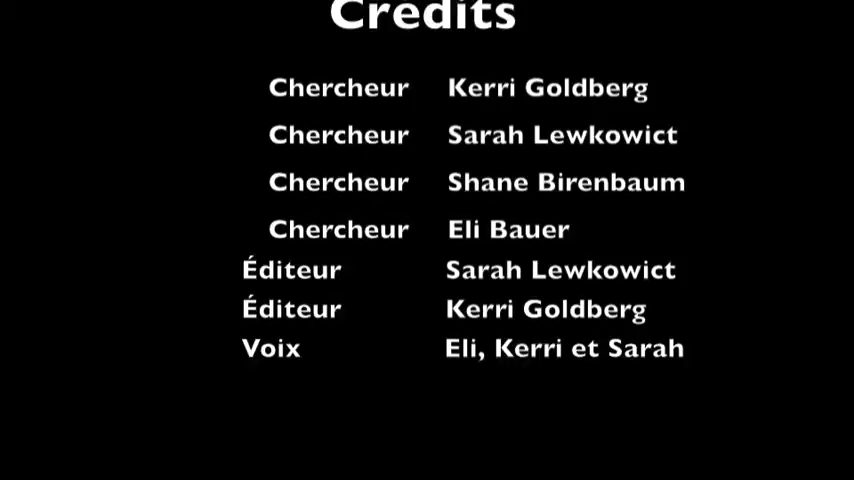 Credits
Chercheur Kerri Goldberg
Chercheur Sarah Lewkowict
Chercheur Shane Birenbaum
Chercheur Eli Bauer
Éditeur Sarah Lewkowict
Éditeur Kerri Goldberg
Voix Eli, Kerri et Sarah